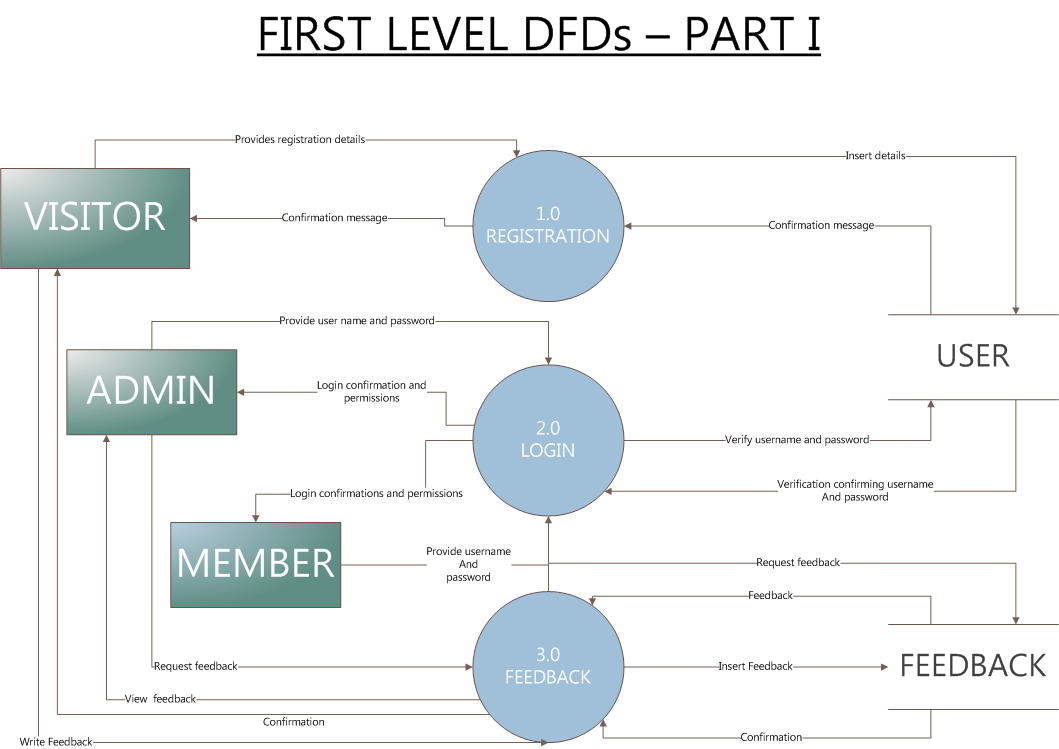 FIRST LEVEL DFDs – PART I
Provides registration details
Insert details
VISITOR
1.0
REGISTRATION
Confirmation message
Confirmation message
Provide user name and password
USER
ADMIN
Login confirmation and
permissions
2.0
LOGIN
Verify username and password
Verification confirming username
And password
Login confirmations and permissions
MEMBER
Provide username
And
password
Request feedback
Feedback
3.0
FEEDBACK
Request feedback
Insert Feedback
FEEDBACK
View  feedback
Confirmation
Write Feedback
Confirmation